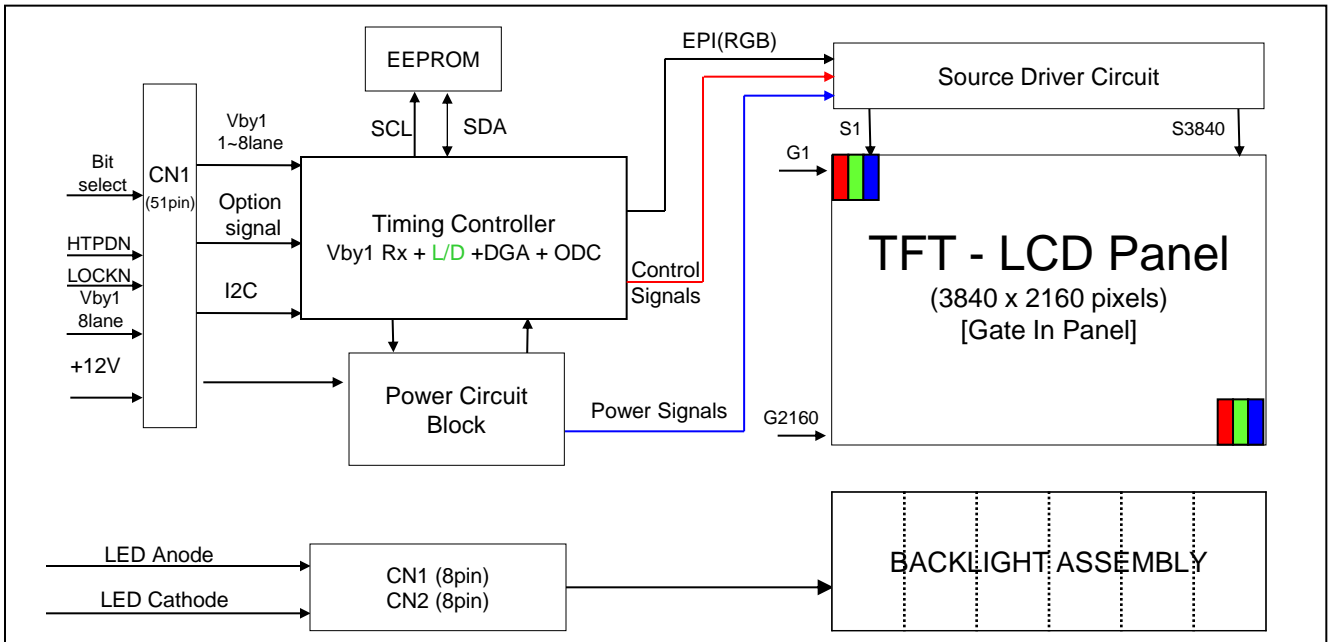 EEPROM
EPI(RGB)
Source Driver Circuit
SCL
SDA
S1
S3840
Vby1
1~8lane
Bit
select
CN1
(51pin)
G1
Option
signal
Timing Controller
Vby1 Rx + L/D +DGA + ODC
HTPDN
LOCKN
Vby1
8lane
I2C
Control
Signals
TFT - LCD Panel
(3840 x 2160 pixels)
[Gate In Panel]
+12V
Power Circuit
Block
Power Signals
G2160
LED Anode
LED Cathode
CN1 (8pin)
CN2 (8pin)
BACKLIGHT ASSEMBLY